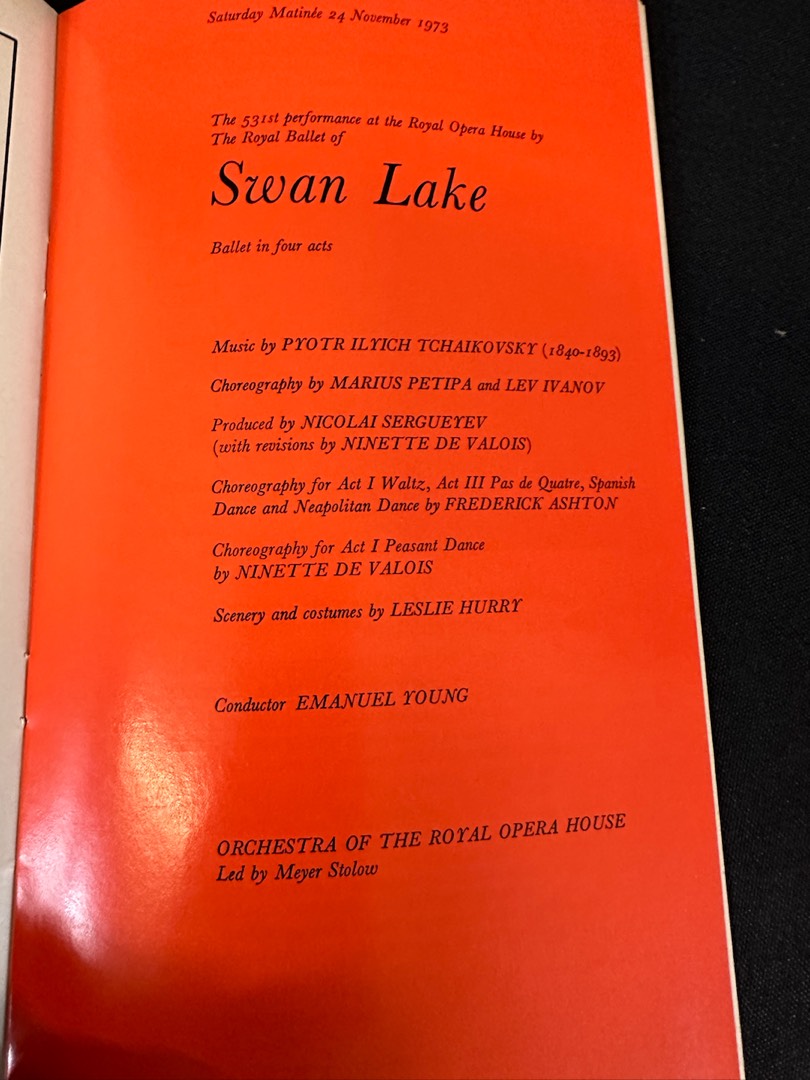 Saturday Matinée 24 November 1973
The 531st performance at the Royal Opera House by
The Royal Ballet of
Swan Lake
Ballet in four acts
Music by PYOTR ILYICH TCHAIKOVSKY (1840-1893)
Choreography by MARIUS PETIPA and LEV IVANOV
Produced by NICOLAI SERGUEYEV
(with revisions by NINETTE DE VALOIS)
Choreography for Act I Waltz, Act III Pas de Quatre, Spanish
Dance and Neapolitan Dance by FREDERICK ASHTON
Choreography for Act I Peasant Dance
by NINETTE DE VALOIS
Scenery and costumes by LESLIE HURRY
Conductor EMANUEL YOUNG
ORCHESTRA OF THE ROYAL OPERA HOUSE
Led by Meyer Stolow